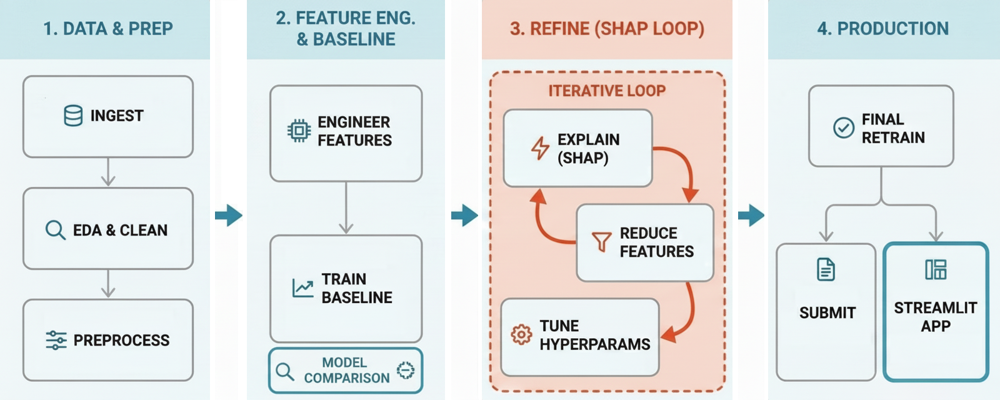 1. DATA & PREP
INGEST
EDA & CLEAN
PREPROCESS
2. FEATURE ENG.
& BASELINE
ENGINEER
FEATURES
TRAIN
BASELINE
MODEL
COMPARISON
3. REFINE (SHAP LOOP)
ITERATIVE LOOP
EXPLAIN
(SHAP)
REDUCE
FEATURES
TUNE
HYPERPARAMS
4. PRODUCTION
FINAL
RETRAIN
SUBMIT
STREAMLIT
APP